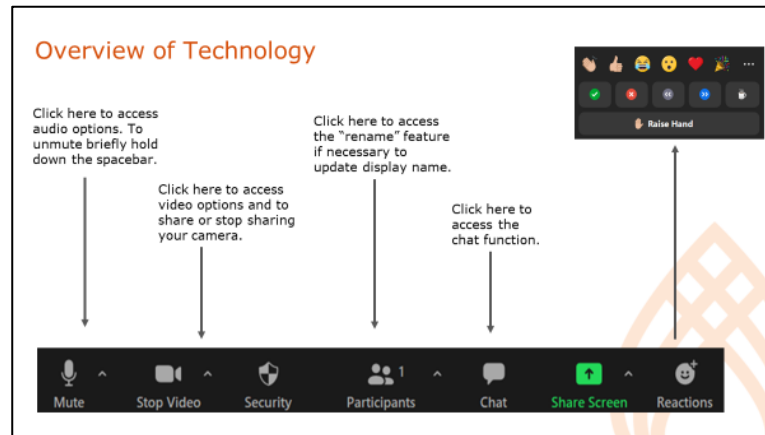 Overview of Technology
Click here to access
audio options. To
unmute briefly hold
down the spacebar.
Click here to access
video options and to
share or stop sharing
your camera.
Click here to access
the “rename” feature
if necessary to
update display name.
Click here to
access the
chat function.
Raise Hand
1
Mute
Stop Video
Security
Participants
Chat
Share Screen
Reactions